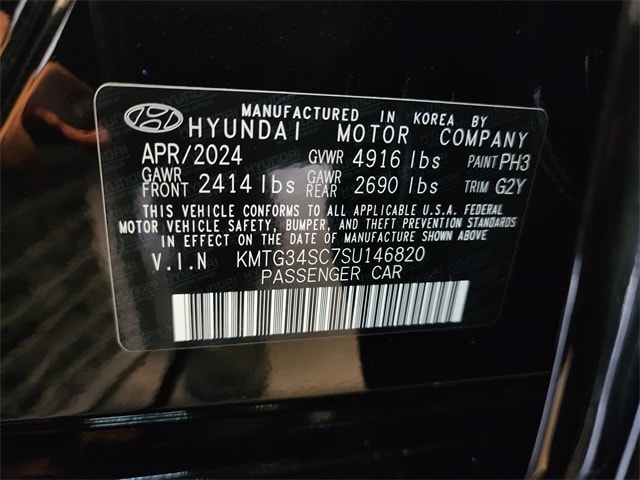 MANUFACTURED IN KOREA BY
HYUNDAI MOTOR COMPANY
APR/2024 GVWR 4916 lbs PAINT PH3
GAWR FRONT 2414 lbs GAWR REAR 2690 lbs TRIM G2Y
THIS VEHICLE CONFORMS TO ALL APPLICABLE U.S.A. FEDERAL
MOTOR VEHICLE SAFETY, BUMPER, AND THEFT PREVENTION STANDARDS
IN EFFECT ON THE DATE OF MANUFACTURE SHOWN ABOVE
V.I.N KMTG34SC7SU146820
PASSENGER CAR